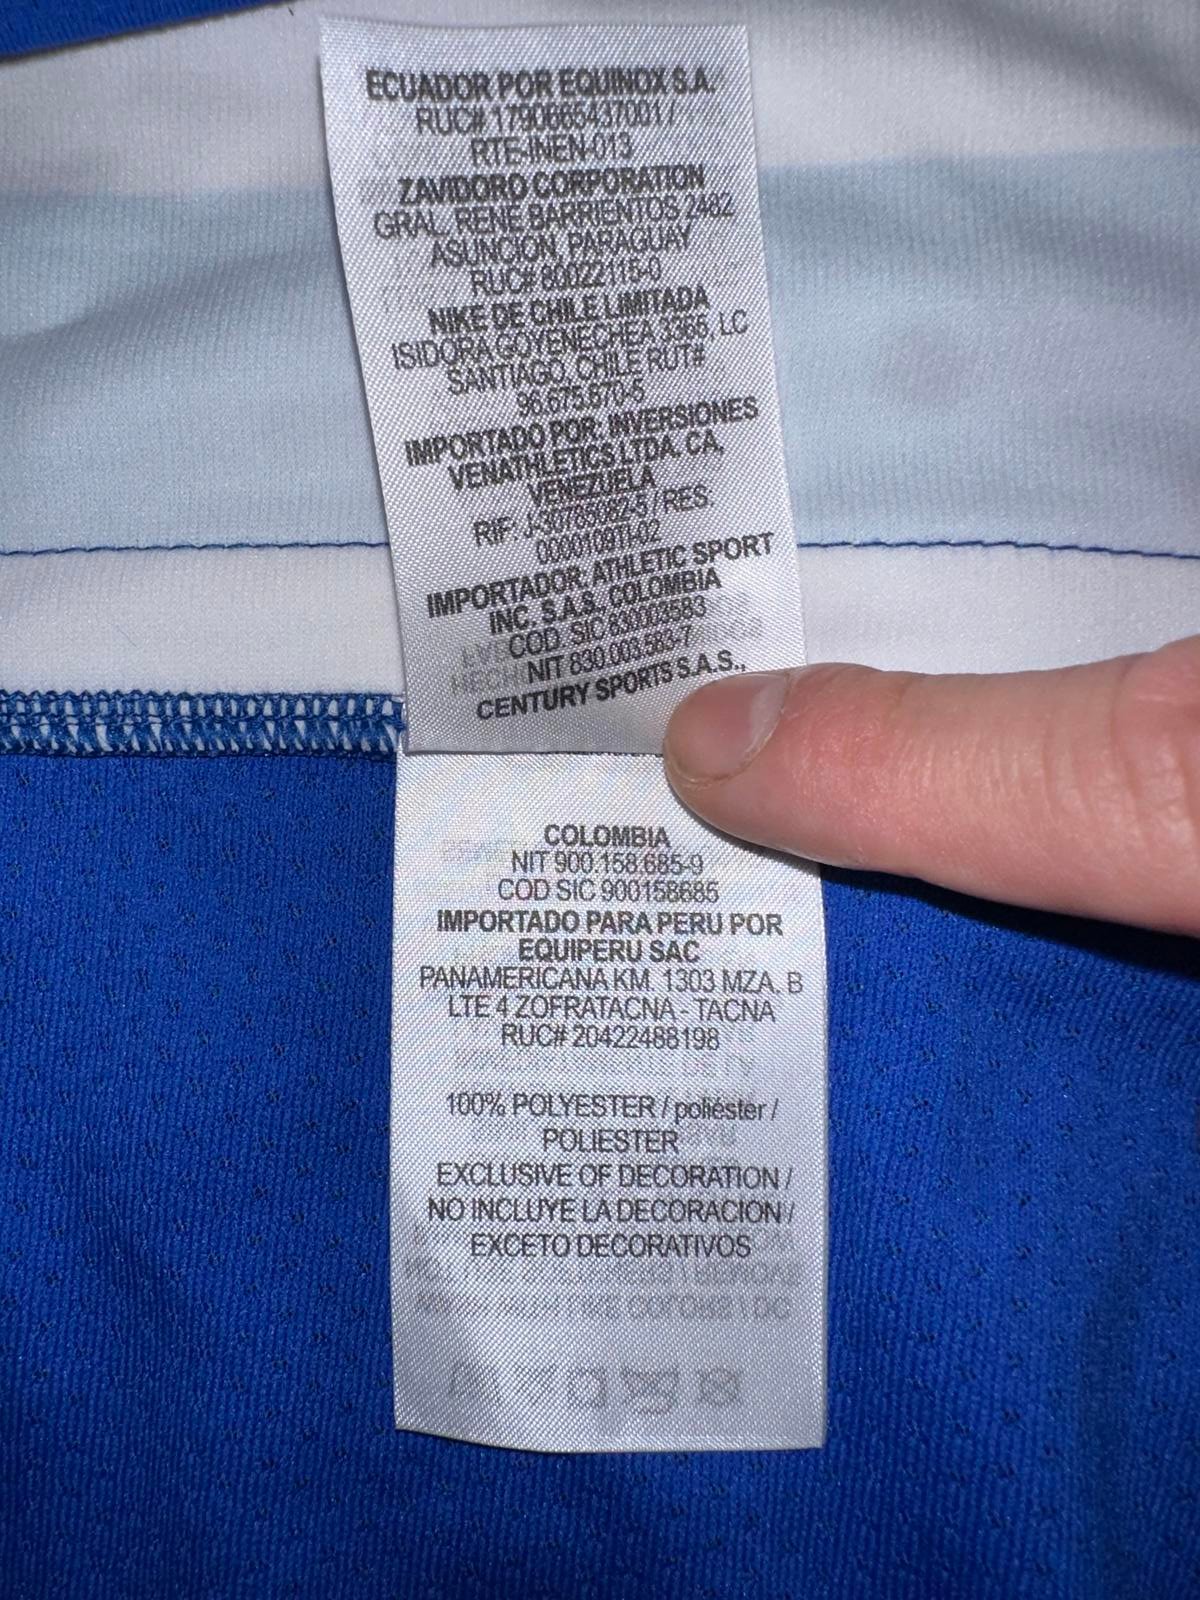 ECUADOR POR EQUINOX S.A.
RUC# 1790665437001 /
RTE-INEN-013
ZAVIDORO CORPORATION
GRAL. RENE BARRIENTOS 2482
ASUNCION, PARAGUAY
RUC# 80022115-0
NIKE DE CHILE LIMITADA
ISIDORA GOYENECHEA 3365, LC
SANTIAGO, CHILE RUT#
96.675.670-5
IMPORTADO POR: INVERSIONES
VENATHLETICS LTDA. CA,
VENEZUELA
RIF: J-30765082-5 / RES.
0000109TI-02
IMPORTADOR: ATHLETIC SPORT
INC. S.A.S., COLOMBIA
COD. SIC 830003583
NIT 830.003.583-7
CENTURY SPORTS S.A.S.,
COLOMBIA
NIT 900.158.685-9
COD SIC 900158685
IMPORTADO PARA PERU POR
EQUIPERU SAC
PANAMERICANA KM. 1303 MZA. B
LTE 4 ZOFRATACNA - TACNA
RUC# 20422488198
100% POLYESTER / poliéster /
POLIESTER
EXCLUSIVE OF DECORATION /
NO INCLUYE LA DECORACION /
EXCETO DECORATIVOS